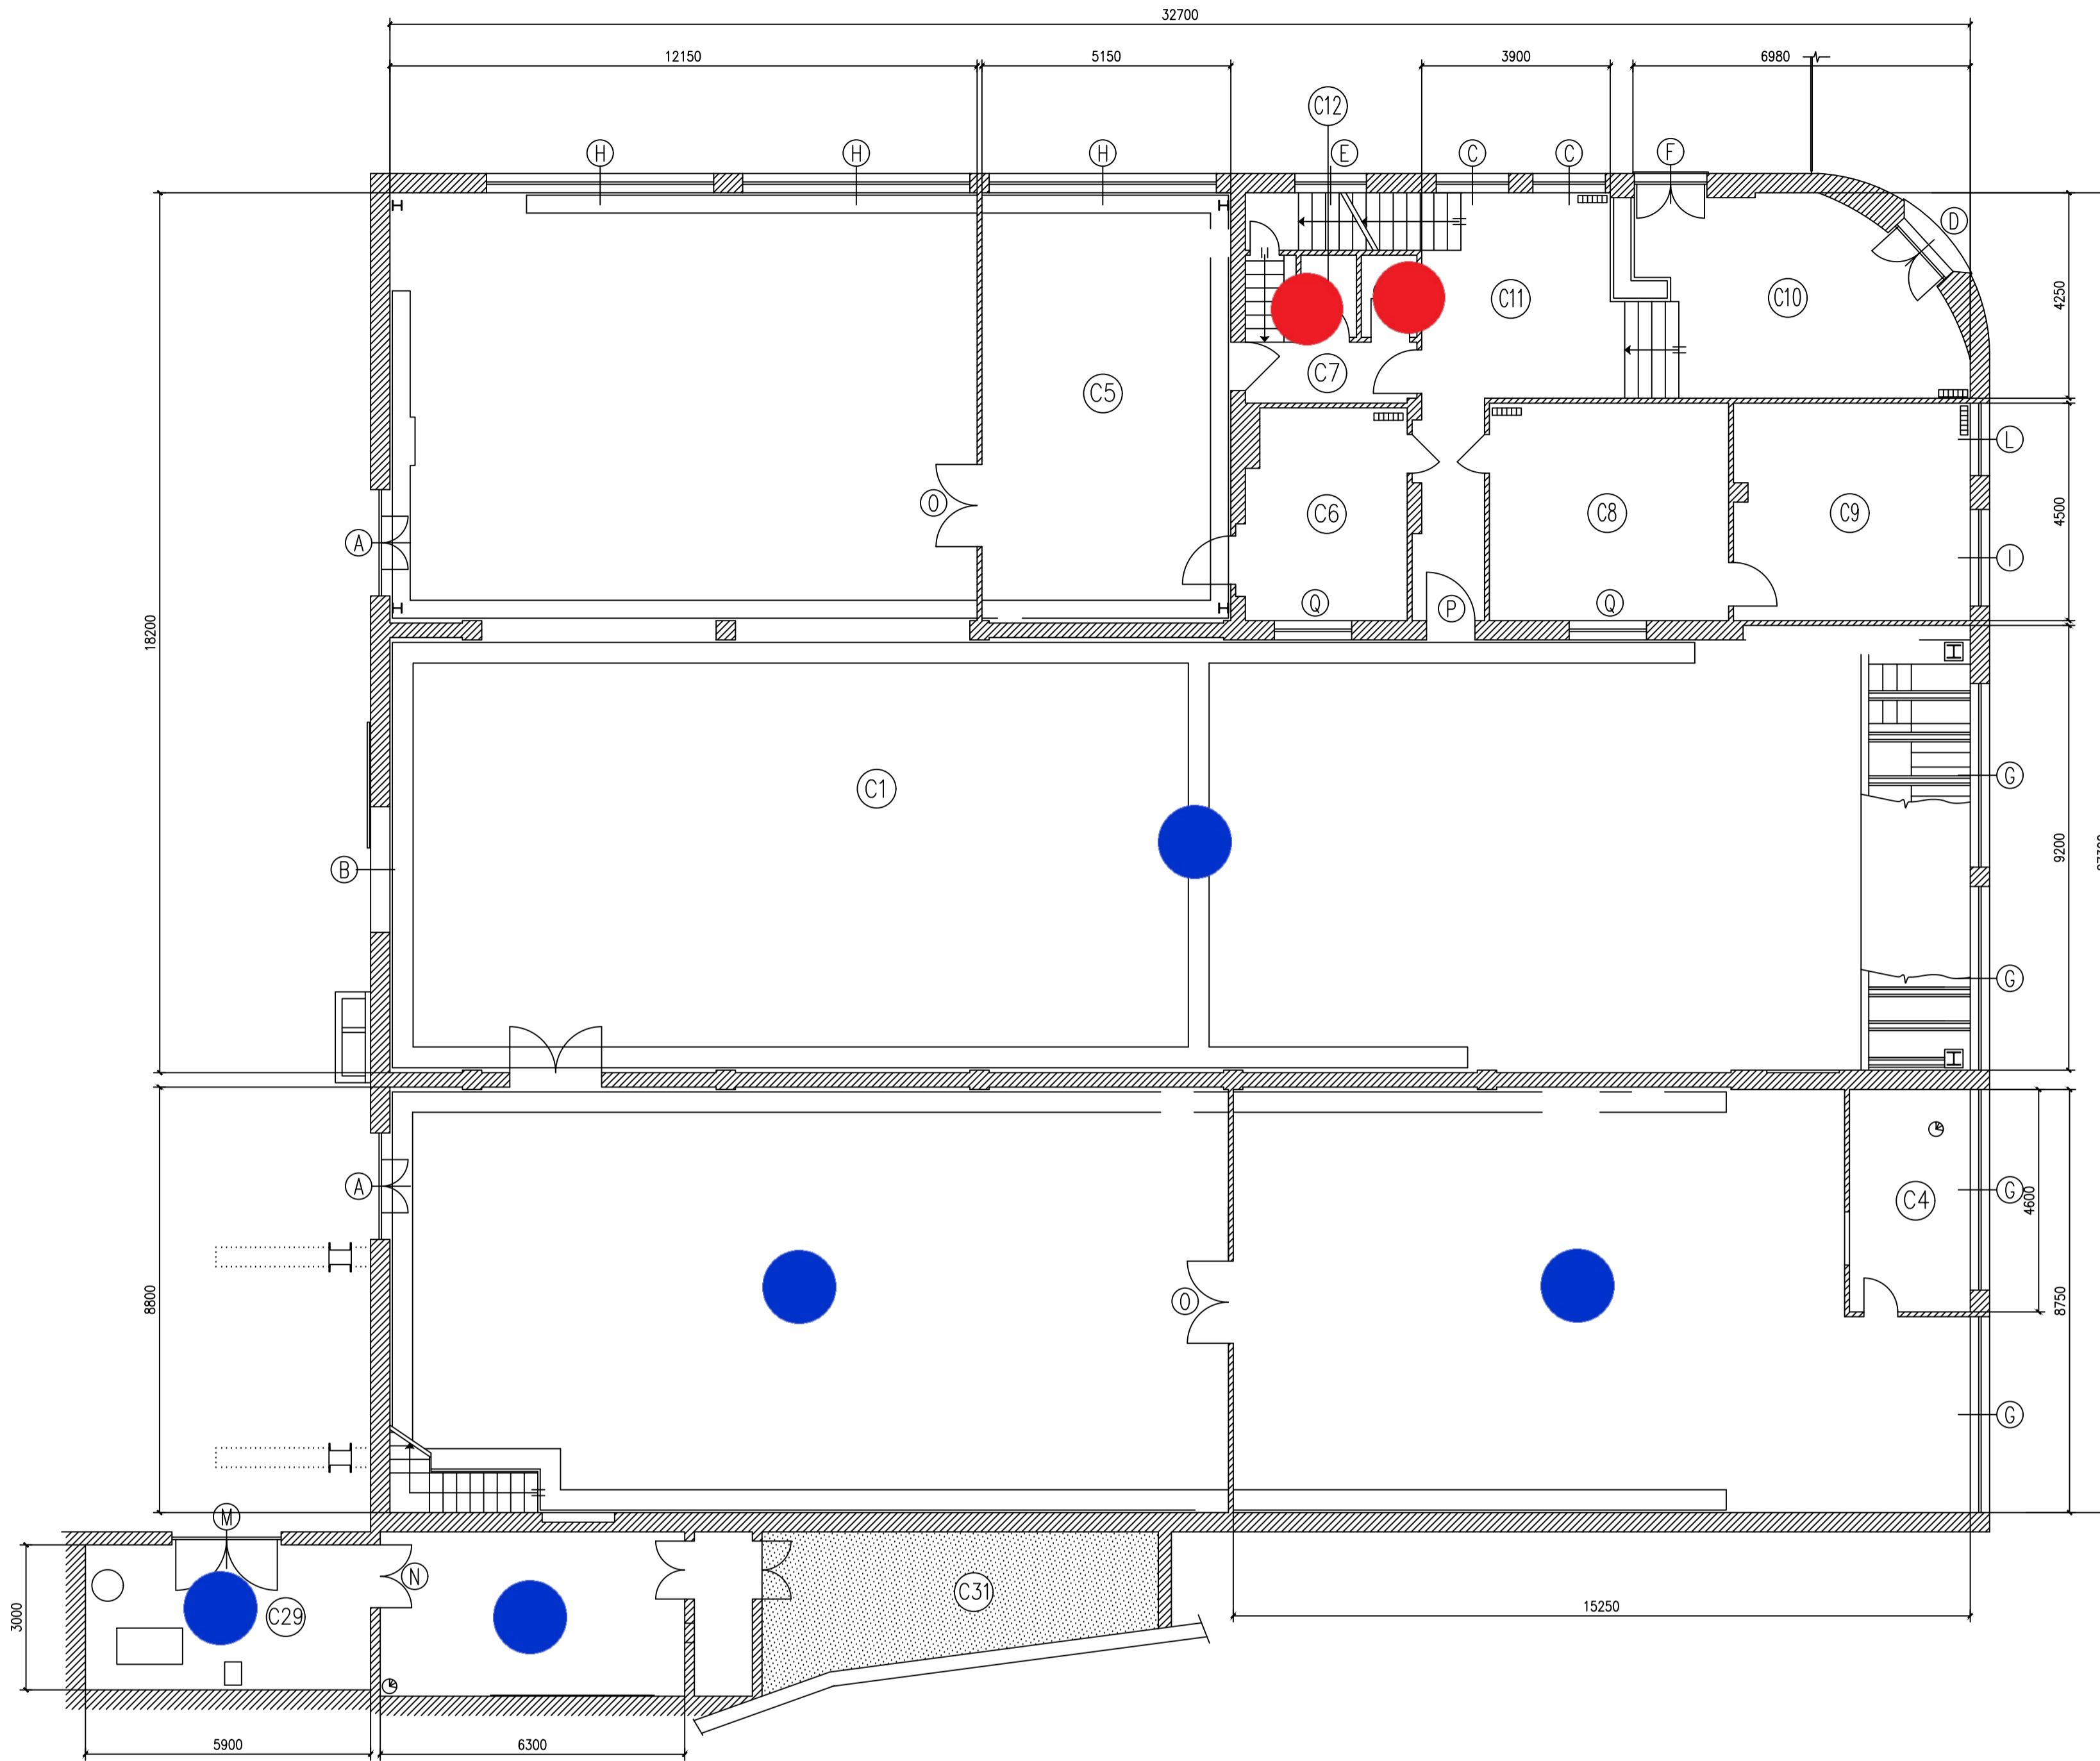 32700
12150 5150 3900 6980
C12
H H H E C C F
D
C11 C10
4250
C7
C5
L
O C6 C8 C9
4500
A I
Q P Q
18200
G
C1
9200
B
G
A G
C4
4600
O
8800 8750
G
M
N
C29 C31
3000
15250
5900 6300